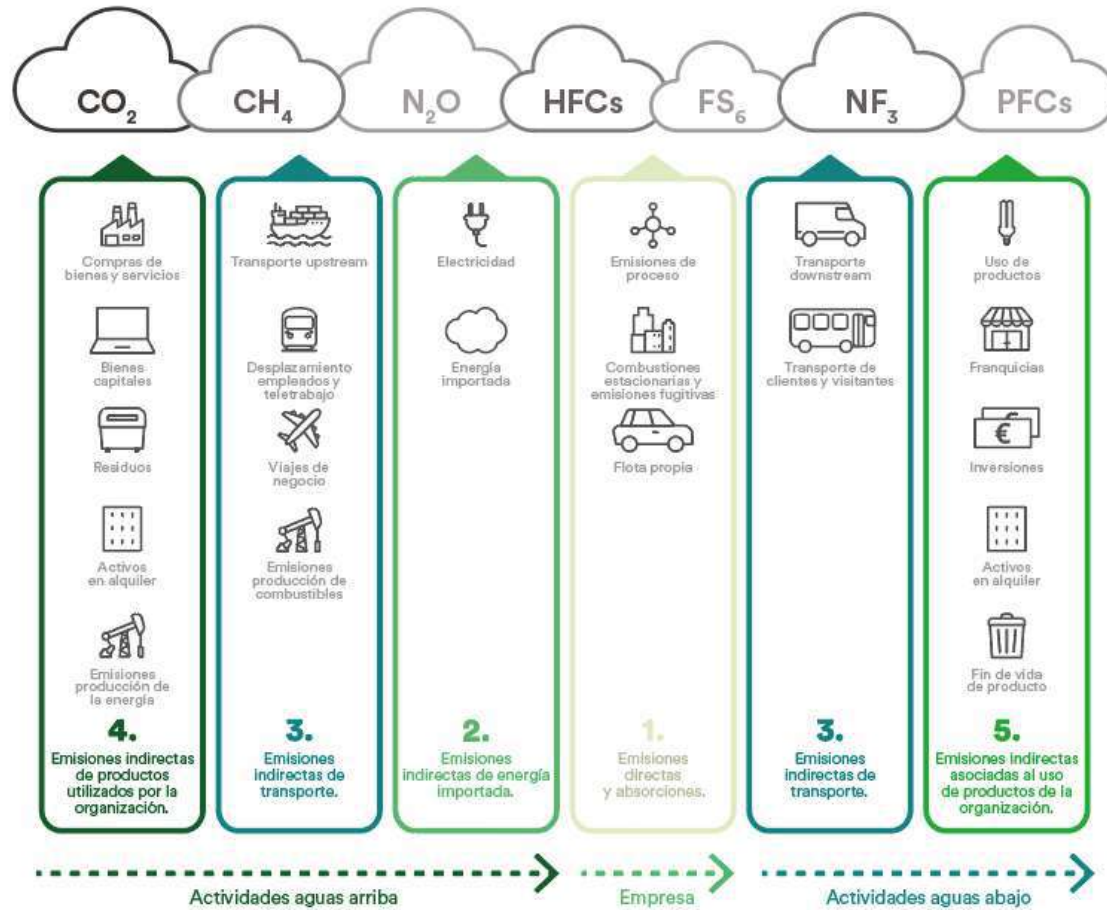 CO2
CH4
N2O
HFCs
FS6
NF3
PFCs
Compras de
bienes y servicios
Bienes
capitales
Residuos
Activos
en alquiler
Emisiones
producción de
la energía
4.
Emisiones indirectas
de productos
utilizados por la
organización.
Transporte upstream
Desplazamiento
empleados y
teletrabajo
Viajes de
negocio
Emisiones
producción de
combustibles
3.
Emisiones
indirectas de
transporte.
Electricidad
Energía
importada
2.
Emisiones
indirectas de energía
importada.
Emisiones de
proceso
Combustiones
estacionarias y
emisiones fugitivas
Flota propia
1.
Emisiones
directas
y absorciones.
Transporte
downstream
Transporte de
clientes y visitantes
3.
Emisiones
indirectas de
transporte.
Uso de
productos
Franquicias
€
Inversiones
Activos
en alquiler
Fin de vida
de producto
5.
Emisiones indirectas
asociadas al uso
de productos de la
organización.
Actividades aguas arriba
Empresa
Actividades aguas abajo